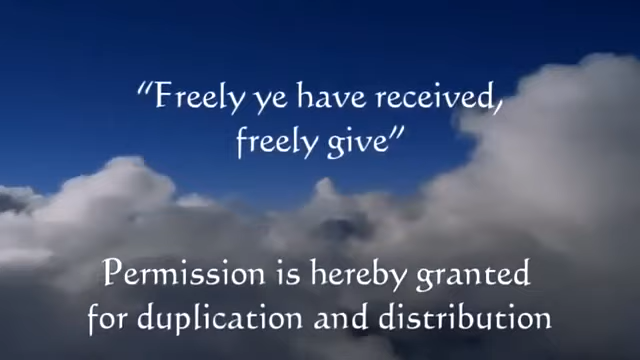 “Freely ye have received,
freely give”
Permission is hereby granted
for duplication and distribution